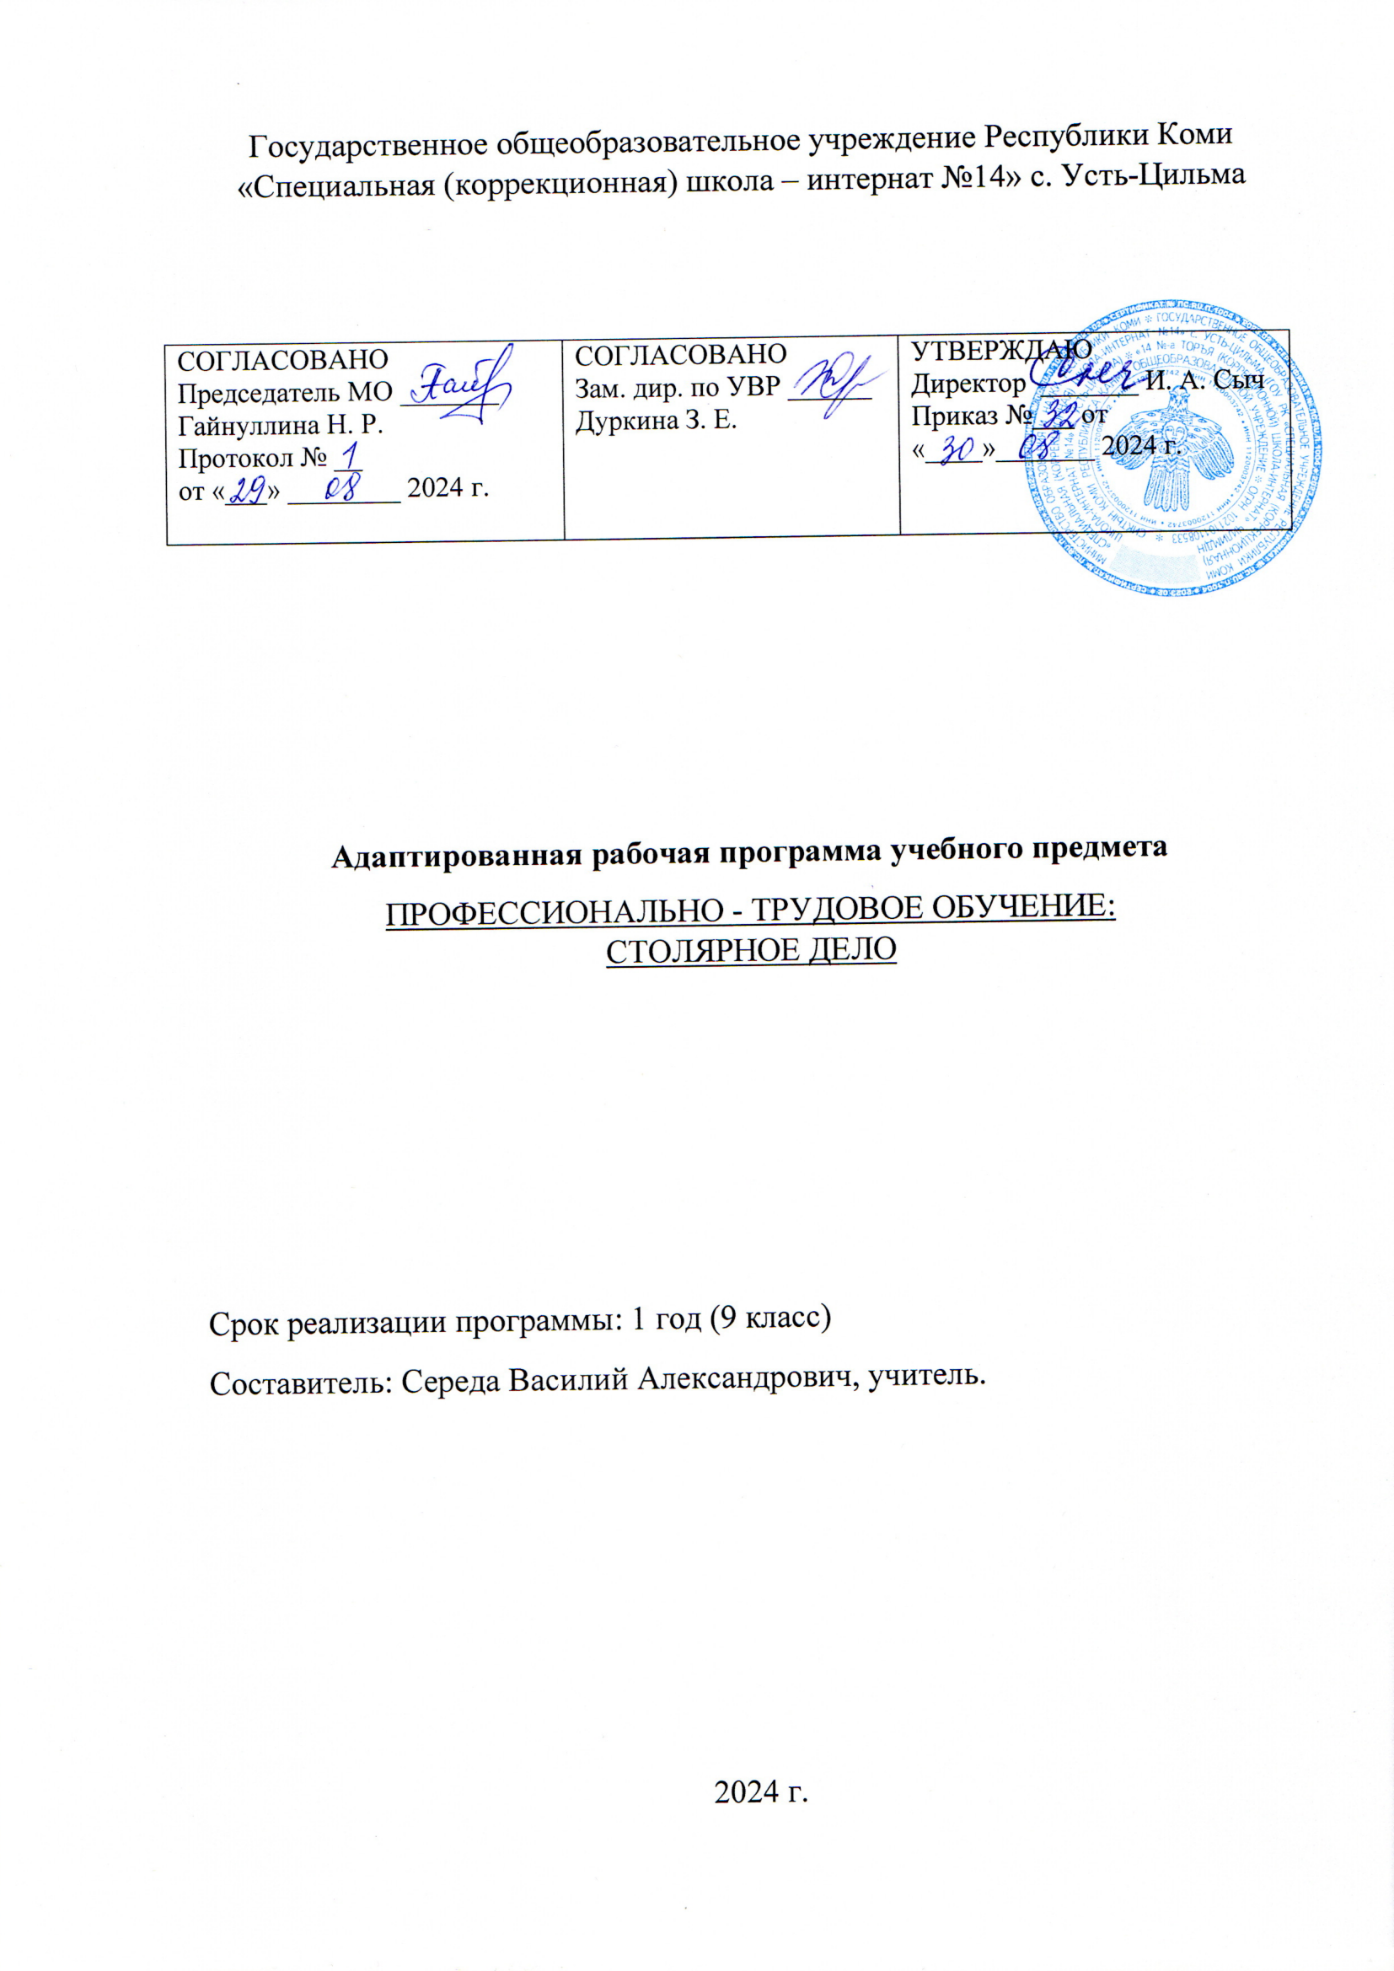 Государственное общеобразовательное учреждение Республики Коми
«Специальная (коррекционная) школа – интернат №14» с. Усть-Цильма
СОГЛАСОВАНО
Председатель МО
Гайнуллина Н. Р.
Протокол № 1
от «29» 08 2024 г.
СОГЛАСОВАНО
Зам. дир. по УВР
Дуркина З. Е.
УТВЕРЖДАЮ
Директор И. А. Сыч
Приказ № 32 от
«30» 08 2024 г.
Адаптированная рабочая программа учебного предмета
ПРОФЕССИОНАЛЬНО - ТРУДОВОЕ ОБУЧЕНИЕ:
СТОЛЯРНОЕ ДЕЛО
Срок реализации программы: 1 год (9 класс)
Составитель: Середа Василий Александрович, учитель.
2024 г.